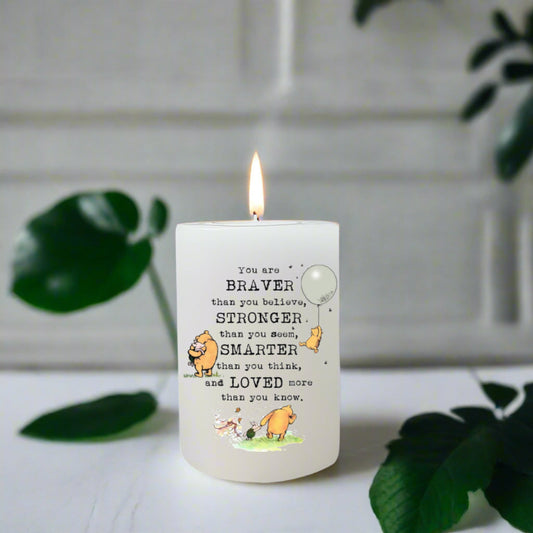 You are
BRAVER
than you believe,
STRONGER
than you seem,
SMARTER
than you think,
and LOVED more
than you know.